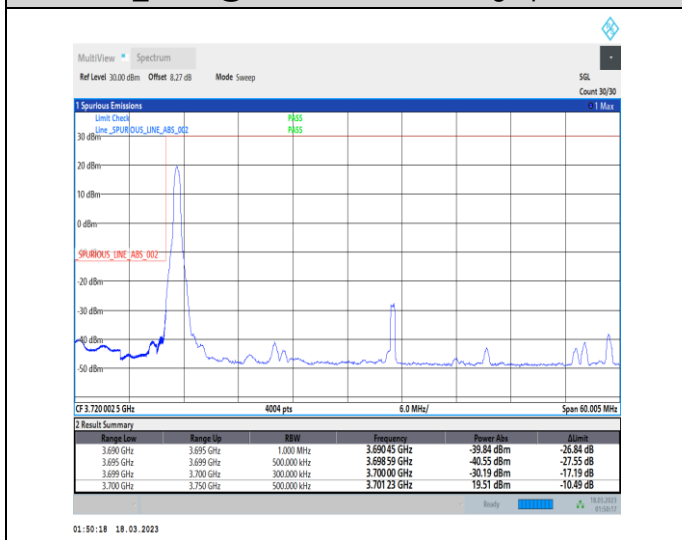 MultiView Spectrum
Ref Level 30.00 dBm Offset 8.27 dB Mode Sweep SGL
Count 30/30
1 Spurious Emissions 1 Max
Limit Check PASS
Line _SPURIOUS_LINE_ABS_002 PASS
30 dBm
20 dBm
10 dBm
0 dBm
_SPURIOUS_LINE_ABS_002
-20 dBm
-30 dBm
-40 dBm
-50 dBm
CF 3.720 002 5 GHz 4004 pts 6.0 MHz/ Span 60.005 MHz
2 Result Summary
Range Low Range Up RBW Frequency Power Abs ΔLimit
3.690 GHz 3.695 GHz 1.000 MHz 3.690 45 GHz -39.84 dBm -26.84 dB
3.695 GHz 3.699 GHz 500.000 kHz 3.698 59 GHz -40.55 dBm -27.55 dB
3.699 GHz 3.700 GHz 300.000 kHz 3.700 00 GHz -30.19 dBm -17.19 dB
3.700 GHz 3.750 GHz 500.000 kHz 3.701 23 GHz 19.51 dBm -10.49 dB
Ready 18.03.2023
01:50:17
01:50:18 18.03.2023